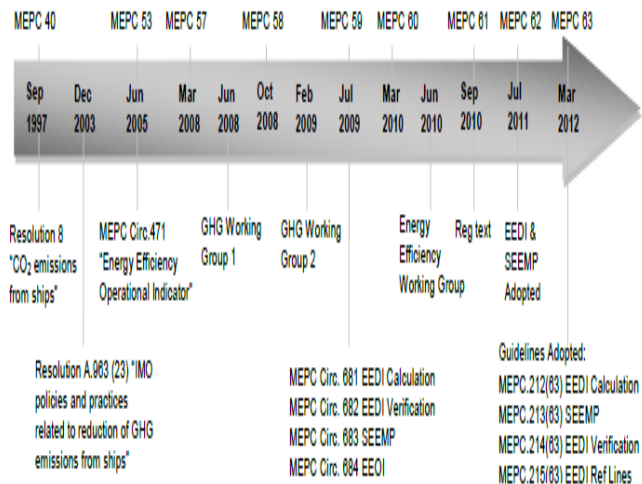 MEPC 40 MEPC 53 MEPC 57 MEPC 58 MEPC 59 MEPC 60 MEPC 61 MEPC 62 MEPC 63
Sep Dec Jun Mar Jun Oct Feb Jul Mar Jun Sep Jul Mar
1997 2003 2005 2008 2008 2008 2009 2009 2010 2010 2010 2011 2012
Resolution 8
"CO₂ emissions
from ships"
MEPC Circ.471
"Energy Efficiency
Operational Indicator"
GHG Working
Group 1
GHG Working
Group 2
Energy
Efficiency
Working Group
Reg text
EEDI &
SEEMP
Adopted
Resolution A.963 (23) "IMO
policies and practices
related to reduction of GHG
emissions from ships"
MEPC Circ. 681 EEDI Calculation
MEPC Circ. 682 EEDI Verification
MEPC Circ. 683 SEEMP
MEPC Circ. 684 EEOI
Guidelines Adopted:
MEPC.212(63) EEDI Calculation
MEPC.213(63) SEEMP
MEPC.214(63) EEDI Verification
MEPC.215(63) EEDI Ref Lines